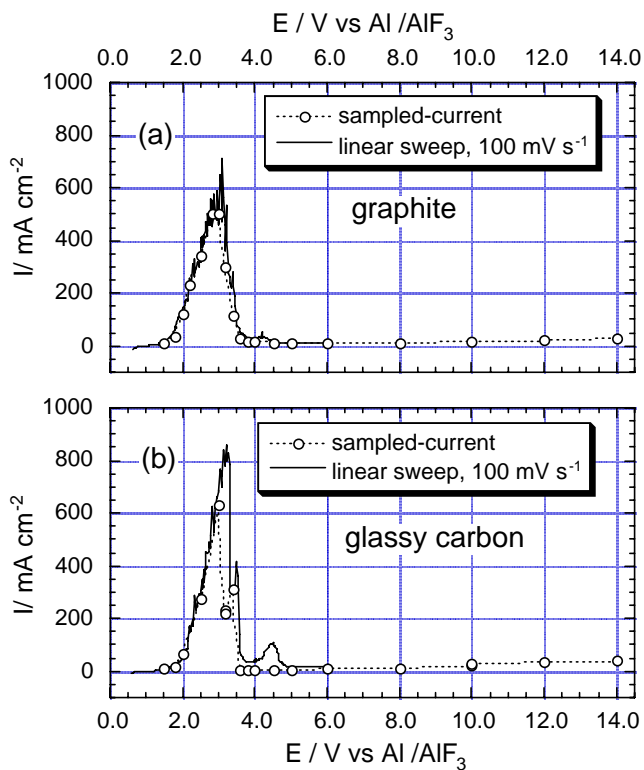 E / V vs Al /AlF3
0.0 2.0 4.0 6.0 8.0 10.0 12.0 14.0
1000
800
600
400
200
0
I/ mA cm-2
(a)
sampled-current
linear sweep, 100 mV s-1
graphite
1000
800
600
400
200
0
I/ mA cm-2
(b)
sampled-current
linear sweep, 100 mV s-1
glassy carbon
0.0 2.0 4.0 6.0 8.0 10.0 12.0 14.0
E / V vs Al /AlF3